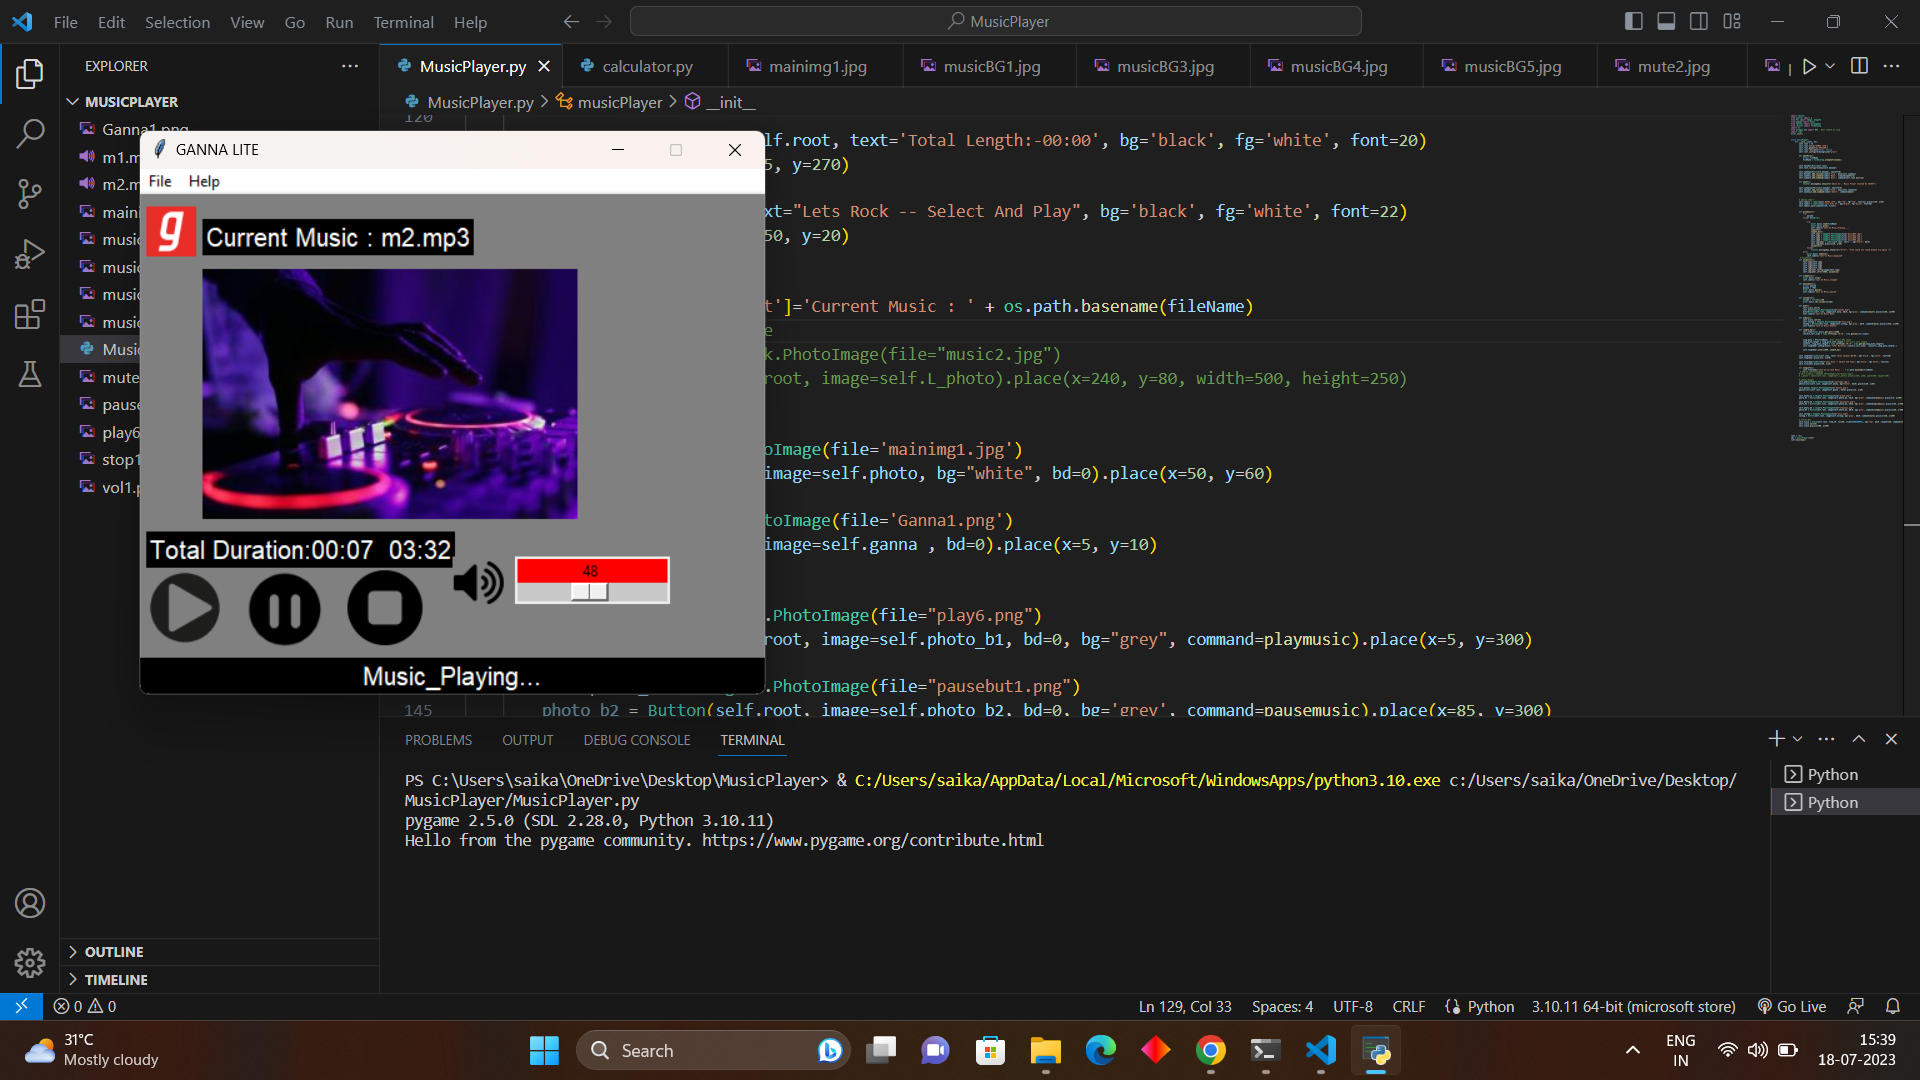 File Edit Selection View Go Run Terminal Help
MusicPlayer
EXPLORER
MusicPlayer.py
calculator.py
mainimg1.jpg
musicBG1.jpg
musicBG3.jpg
musicBG4.jpg
musicBG5.jpg
mute2.jpg
MUSICPLAYER
MusicPlayer.py > musicPlayer > __init__
Ganna1.png
m1.m
m2.m
main
music
music
music
music
Music
mute
pause
play6
stop1
vol1.p
GANNA LITE
File Help
g
Current Music : m2.mp3
Total Duration:00:07 03:32
48
Music_Playing...
120
lf.root, text='Total Length:-00:00', bg='black', fg='white', font=20)
5, y=270)
xt="Lets Rock -- Select And Play", bg='black', fg='white', font=22)
50, y=20)
t']='Current Music : ' + os.path.basename(fileName)
e
k.PhotoImage(file="music2.jpg")
root, image=self.L_photo).place(x=240, y=80, width=500, height=250)
oImage(file='mainimg1.jpg')
image=self.photo, bg="white", bd=0).place(x=50, y=60)
toImage(file='Ganna1.png')
image=self.ganna , bd=0).place(x=5, y=10)
.PhotoImage(file="play6.png")
root, image=self.photo_b1, bd=0, bg="grey", command=playmusic).place(x=5, y=300)
.PhotoImage(file="pausebut1.png")
145 photo_b2 = Button(self.root, image=self.photo_b2, bd=0, bg='grey', command=pausemusic).place(x=85, y=300)
PROBLEMS OUTPUT DEBUG CONSOLE TERMINAL
PS C:\Users\saika\OneDrive\Desktop\MusicPlayer> & C:/Users/saika/AppData/Local/Microsoft/WindowsApps/python3.10.exe c:/Users/saika/OneDrive/Desktop/
MusicPlayer/MusicPlayer.py
pygame 2.5.0 (SDL 2.28.0, Python 3.10.11)
Hello from the pygame community. https://www.pygame.org/contribute.html
Python
Python
OUTLINE
TIMELINE
0 0
Ln 129, Col 33 Spaces: 4 UTF-8 CRLF Python 3.10.11 64-bit (microsoft store) Go Live
31°C
Mostly cloudy
Search
ENG
IN
15:39
18-07-2023